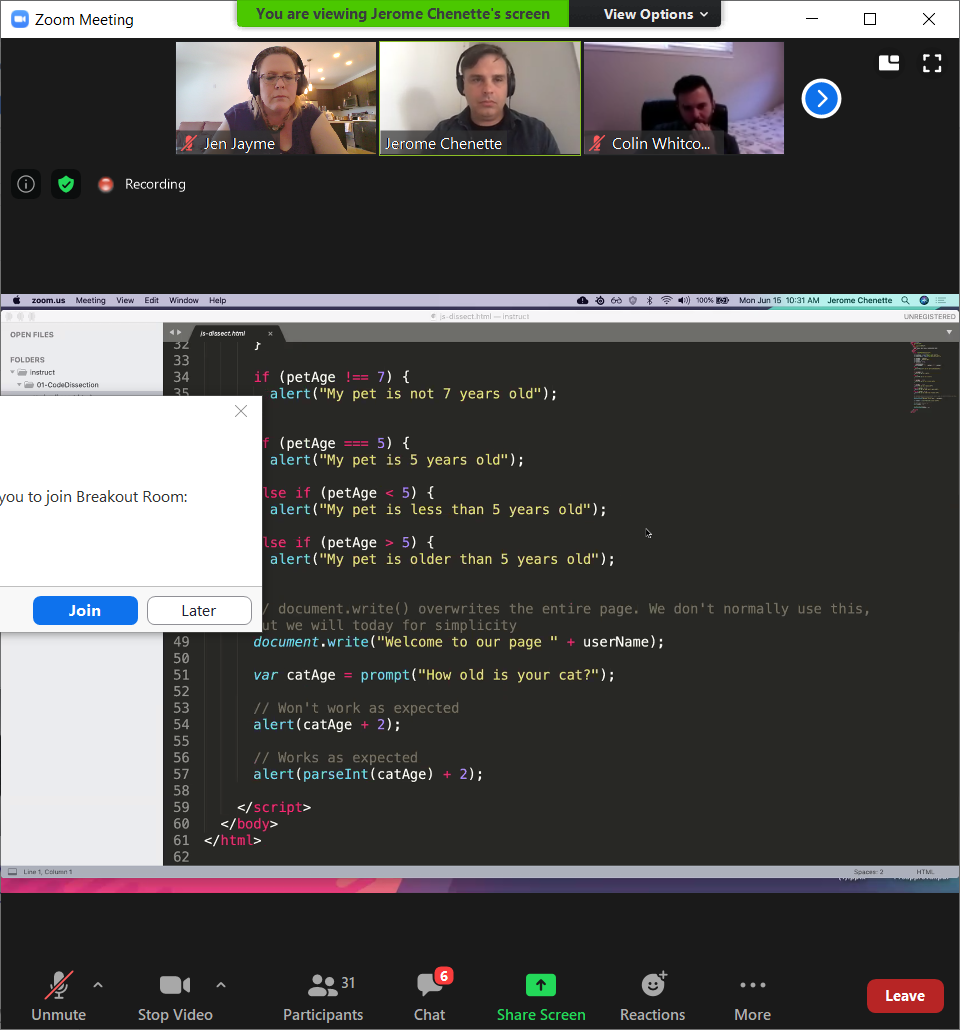 Zoom Meeting
You are viewing Jerome Chenette's screen
View Options
Jen Jayme
Jerome Chenette
Colin Whitco...
Recording
zoom.us Meeting View Edit Window Help
100% Mon Jun 15 10:31 AM Jerome Chenette
js-dissect.html — instruct
UNREGISTERED
OPEN FILES
FOLDERS
instruct
01-CodeDissection
js-dissect.html
32 }
33
34 if (petAge !== 7) {
35 alert("My pet is not 7 years old");
f (petAge === 5) {
alert("My pet is 5 years old");
lse if (petAge < 5) {
alert("My pet is less than 5 years old");
lse if (petAge > 5) {
alert("My pet is older than 5 years old");
/ document.write() overwrites the entire page. We don't normally use this,
ut we will today for simplicity
49 document.write("Welcome to our page " + userName);
50
51 var catAge = prompt("How old is your cat?");
52
53 // Won't work as expected
54 alert(catAge + 2);
55
56 // Works as expected
57 alert(parseInt(catAge) + 2);
58
59 </script>
60 </body>
61 </html>
62
you to join Breakout Room:
Join
Later
Line 1, Column 1
Spaces: 2
HTML
Unmute
Stop Video
31
Participants
6
Chat
Share Screen
Reactions
More
Leave